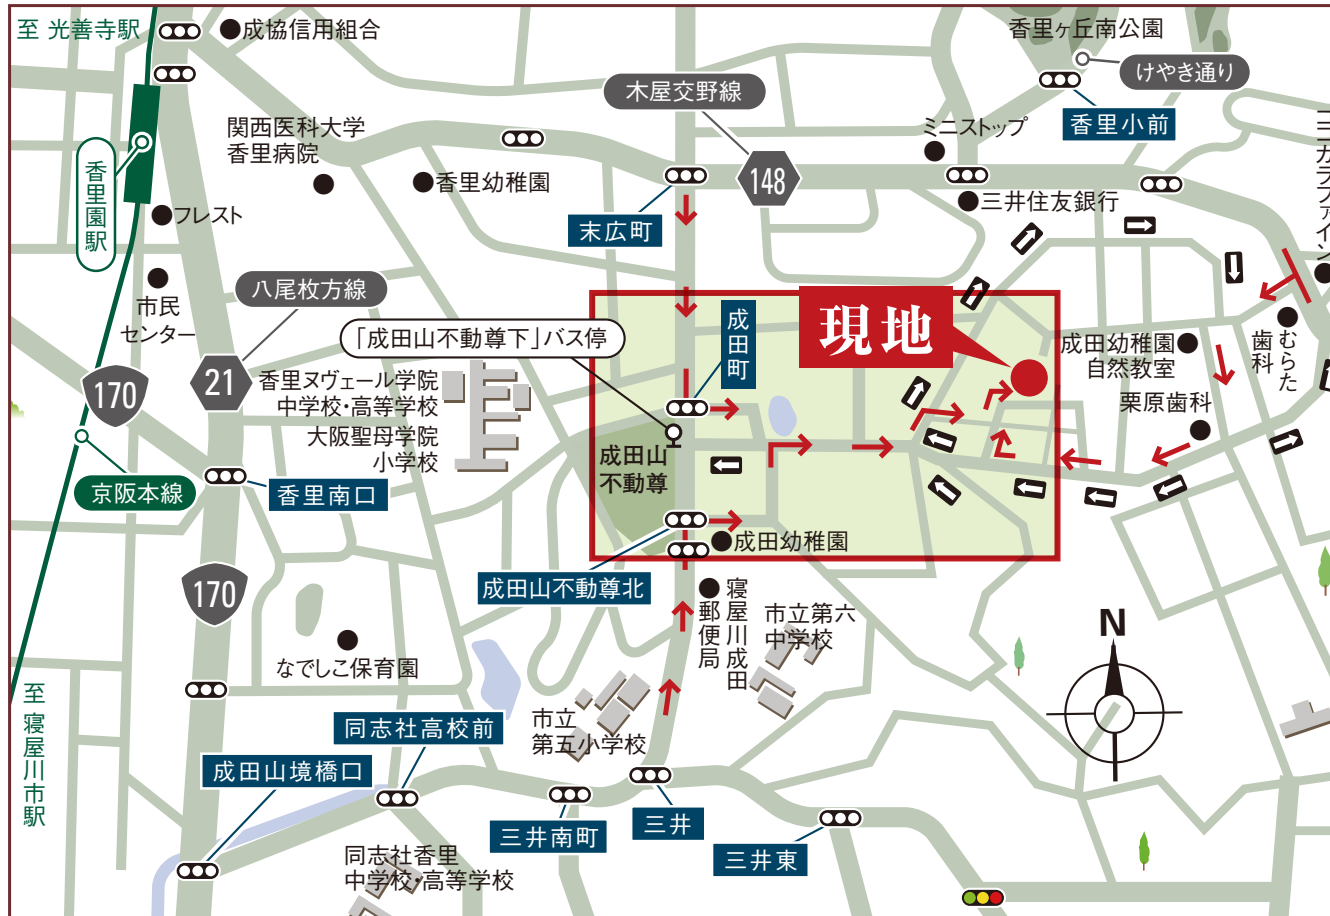 至 光善寺駅
成協信用組合
香里ヶ丘南公園
けやき通り
木屋交野線
香里小前
関西医科大学
香里病院
ミニストップ
ココカラファイン
148
香里園駅
香里幼稚園
三井住友銀行
フレスト
末広町
八尾枚方線
市民
センター
「成田山不動尊下」バス停
成田町
現地
成田幼稚園
自然教室
むらた
歯科
170
21
香里ヌヴェール学院
中学校・高等学校
大阪聖母学院
小学校
栗原歯科
成田山
不動尊
京阪本線
香里南口
成田幼稚園
170
成田山不動尊北
寝屋川成田
郵便局
市立第六
中学校
N
なでしこ保育園
至 寝屋川市駅
同志社高校前
市立
第五小学校
成田山境橋口
三井南町
三井
三井東
同志社香里
中学校・高等学校